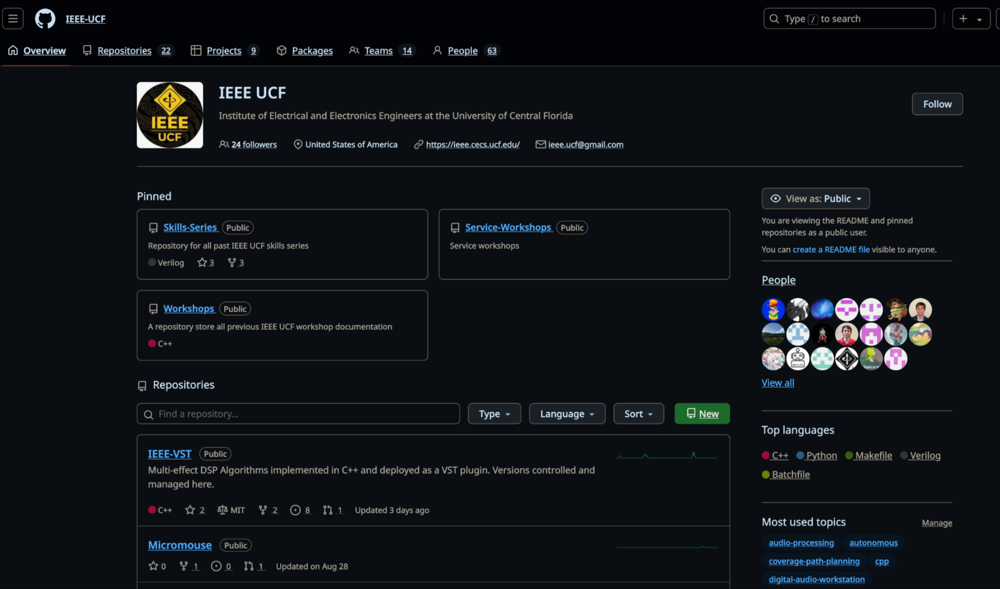 IEEE-UCF
Type / to search
Overview
Repositories 22
Projects 9
Packages
Teams 14
People 63
IEEE
UCF
IEEE UCF
Institute of Electrical and Electronics Engineers at the University of Central Florida
24 followers
United States of America
https://ieee.cecs.ucf.edu/
ieee.ucf@gmail.com
Follow
Pinned
Skills-Series Public
Repository for all past IEEE UCF skills series
Verilog 3 3
Service-Workshops Public
Service workshops
Workshops Public
A repository store all previous IEEE UCF workshop documentation
C++
Repositories
Find a repository...
Type
Language
Sort
New
IEEE-VST Public
Multi-effect DSP Algorithms implemented in C++ and deployed as a VST plugin. Versions controlled and
managed here.
C++ 2 MIT 2 8 1 Updated 3 days ago
Micromouse Public
0 1 0 1 Updated on Aug 28
View as: Public
You are viewing the README and pinned
repositories as a public user.
You can create a README file visible to anyone.
People
View all
Top languages
C++ Python Makefile Verilog
Batchfile
Most used topics
Manage
audio-processing autonomous
coverage-path-planning cpp
digital-audio-workstation